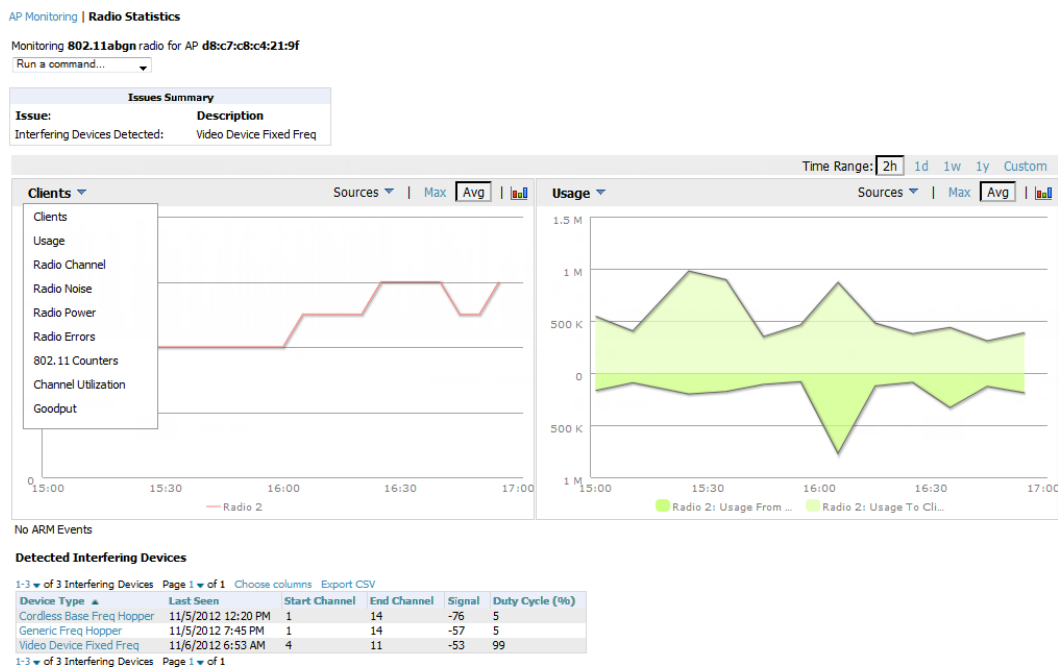 AP Monitoring | Radio Statistics
Monitoring 802.11abgn radio for AP d8:c7:c8:c4:21:9f
Run a command...
Issues Summary
Issue: Description
Interfering Devices Detected: Video Device Fixed Freq
Time Range: 2h 1d 1w 1y Custom
Clients Sources | Max Avg |
Clients
Usage
Radio Channel
Radio Noise
Radio Power
Radio Errors
802.11 Counters
Channel Utilization
Goodput
0
15:00 15:30 16:00 16:30 17:00
Radio 2
Usage Sources | Max Avg |
1.5 M
1 M
500 K
0
500 K
1 M
15:00 15:30 16:00 16:30 17:00
Radio 2: Usage From ... Radio 2: Usage To Cli...
No ARM Events
Detected Interfering Devices
1-3 of 3 Interfering Devices Page 1 of 1 Choose columns Export CSV
Device Type Last Seen Start Channel End Channel Signal Duty Cycle (%)
Cordless Base Freq Hopper 11/5/2012 12:20 PM 1 14 -76 5
Generic Freq Hopper 11/5/2012 7:45 PM 1 14 -57 5
Video Device Fixed Freq 11/6/2012 6:53 AM 4 11 -53 99
1-3 of 3 Interfering Devices Page 1 of 1